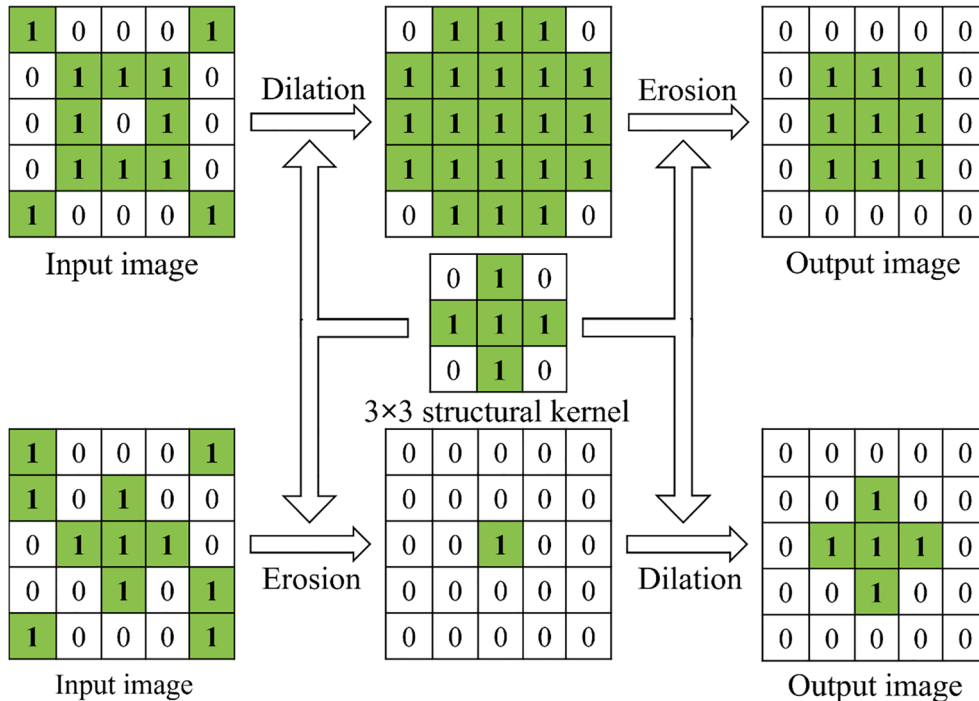 1 0 0 0 1 0 1 1 1 0 0 0 0 0 0
0 1 1 1 0 Dilation 1 1 1 1 1 Erosion 0 1 1 1 0
0 1 0 1 0 1 1 1 1 1 0 1 1 1 0
0 1 1 1 0 1 1 1 1 1 0 1 1 1 0
1 0 0 0 1 0 1 1 1 0 0 0 0 0 0
Input image Output image
0 1 0
1 1 1
0 1 0
3×3 structural kernel
1 0 0 0 1 0 0 0 0 0 0 0 0 0 0
1 0 1 0 0 0 0 0 0 0 0 0 1 0 0
0 1 1 1 0 0 0 1 0 0 0 1 1 1 0
0 0 1 0 1 Erosion 0 0 0 0 0 Dilation 0 0 1 0 0
1 0 0 0 1 0 0 0 0 0 0 0 0 0 0
Input image Output image